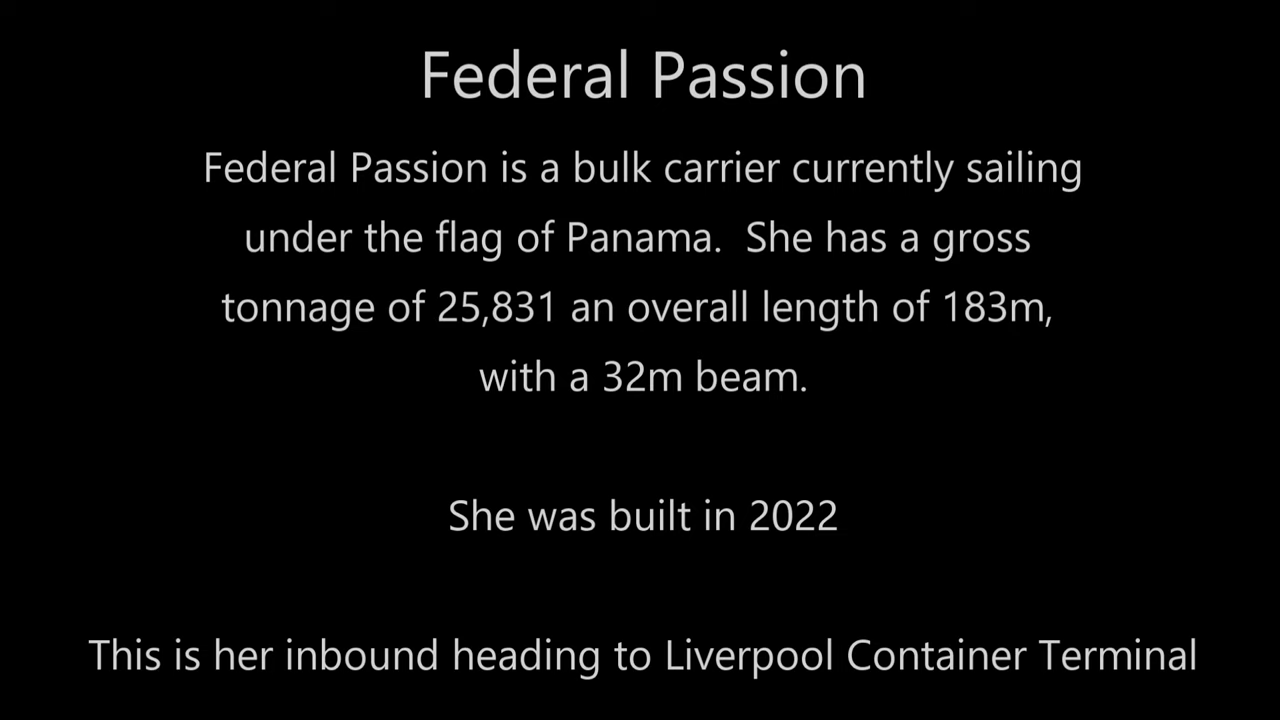 Federal Passion
Federal Passion is a bulk carrier currently sailing
under the flag of Panama.  She has a gross
tonnage of 25,831 an overall length of 183m,
with a 32m beam.
She was built in 2022
This is her inbound heading to Liverpool Container Terminal